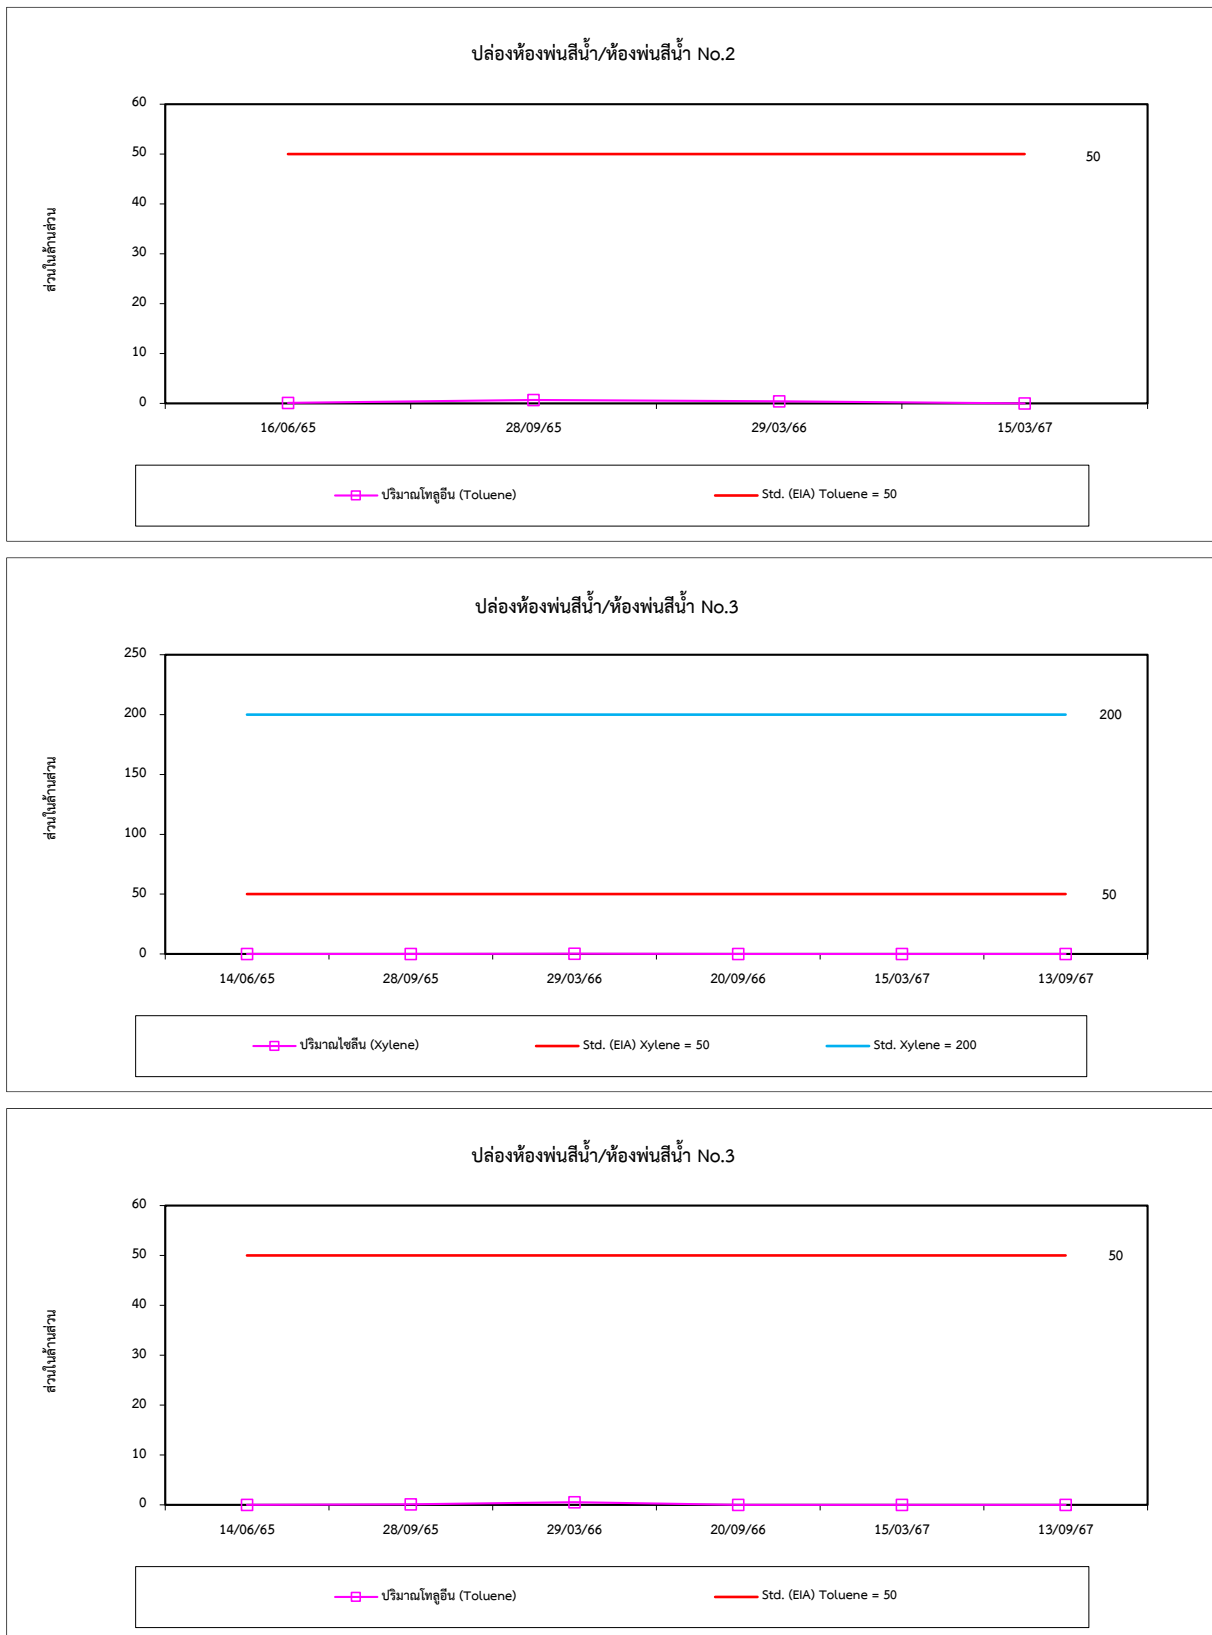 ปล่องห้องพ่นสีน้ำ/ห้องพ่นสีน้ำ No.2
ส่วนในล้านส่วน
60
50
40
30
20
10
0
50
16/06/65 28/09/65 29/03/66 15/03/67
ปริมาณโทลูอีน (Toluene) Std. (EIA) Toluene = 50
ปล่องห้องพ่นสีน้ำ/ห้องพ่นสีน้ำ No.3
ส่วนในล้านส่วน
250
200
150
100
50
0
200
50
14/06/65 28/09/65 29/03/66 20/09/66 15/03/67 13/09/67
ปริมาณไซลีน (Xylene) Std. (EIA) Xylene = 50 Std. Xylene = 200
ปล่องห้องพ่นสีน้ำ/ห้องพ่นสีน้ำ No.3
ส่วนในล้านส่วน
60
50
40
30
20
10
0
50
14/06/65 28/09/65 29/03/66 20/09/66 15/03/67 13/09/67
ปริมาณโทลูอีน (Toluene) Std. (EIA) Toluene = 50